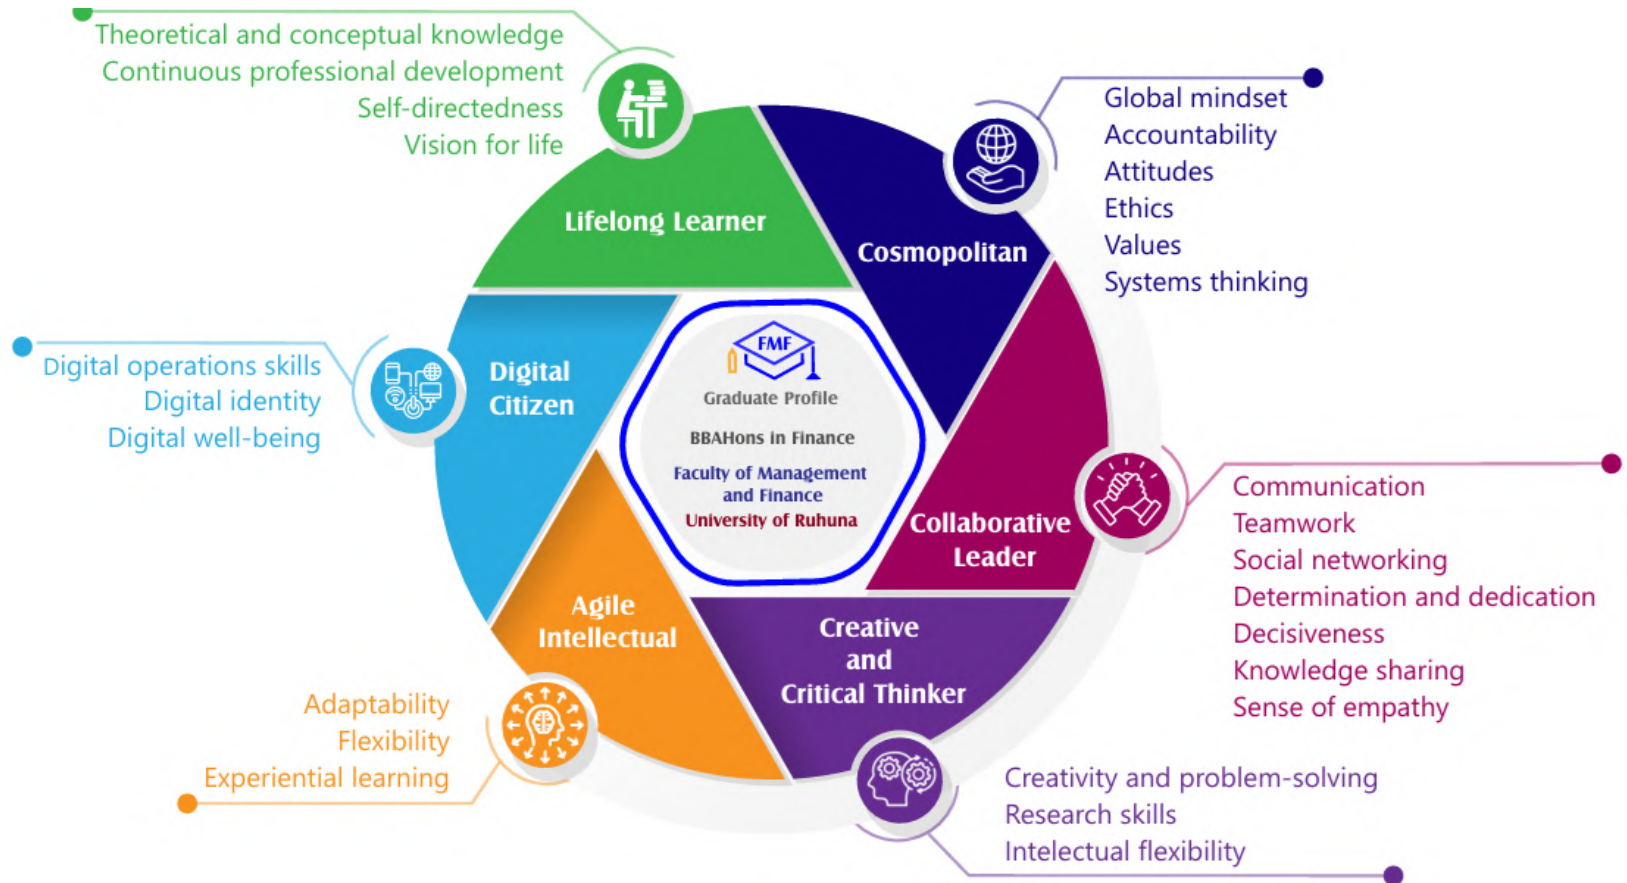 Theoretical and conceptual knowledge
Continuous professional development
Self-directedness
Vision for life
Lifelong Learner
Global mindset
Accountability
Attitudes
Ethics
Values
Systems thinking
Cosmopolitan
Digital operations skills
Digital identity
Digital well-being
Digital
Citizen
FMF
Graduate Profile
BBAHons in Finance
Faculty of Management
and Finance
University of Ruhuna
Collaborative
Leader
Communication
Teamwork
Social networking
Determination and dedication
Decisiveness
Knowledge sharing
Sense of empathy
Agile
Intellectual
Adaptability
Flexibility
Experiential learning
Creative
and
Critical Thinker
Creativity and problem-solving
Research skills
Intelectual flexibility